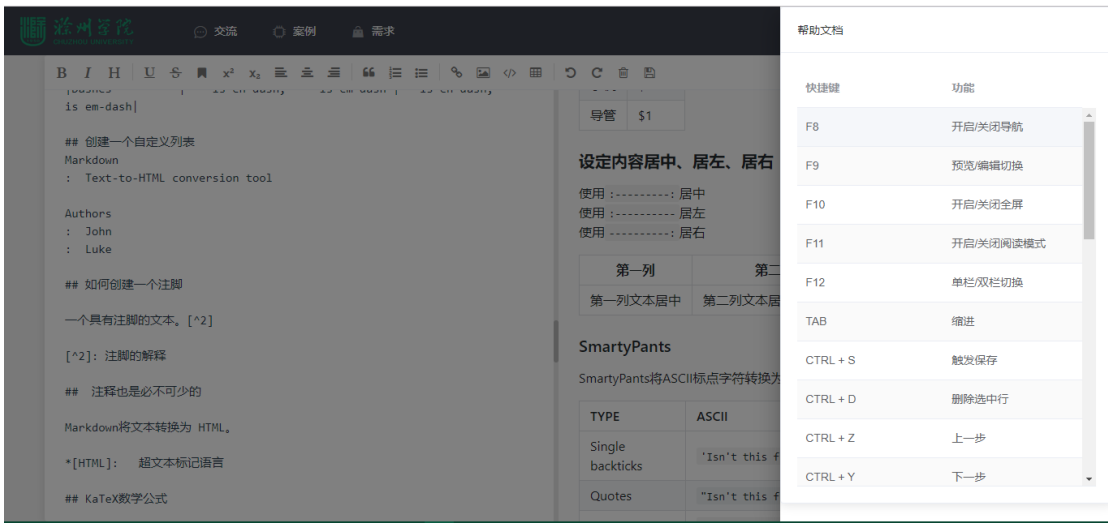 滁州学院
CHUZHOU UNIVERSITY
交流
案例
需求
B I H U S x² x₂
is em-dash|
## 创建一个自定义列表
Markdown
: Text-to-HTML conversion tool
Authors
: John
: Luke
## 如何创建一个注脚
一个具有注脚的文本。[^2]
[^2]: 注脚的解释
## 注释也是必不可少的
Markdown将文本转换为 HTML。
*[HTML]: 超文本标记语言
## KaTeX数学公式
导管 $1
设定内容居中、居左、居右
使用 :---------: 居中
使用 :---------- 居左
使用 ----------: 居右
第一列 第二
第一列文本居中 第二列文本居
SmartyPants
SmartyPants将ASCII标点字符转换为
TYPE ASCII
Single backticks 'Isn't this f
Quotes "Isn't this f
帮助文档
快捷键 功能
F8 开启/关闭导航
F9 预览/编辑切换
F10 开启/关闭全屏
F11 开启/关闭阅读模式
F12 单栏/双栏切换
TAB 缩进
CTRL + S 触发保存
CTRL + D 删除选中行
CTRL + Z 上一步
CTRL + Y 下一步